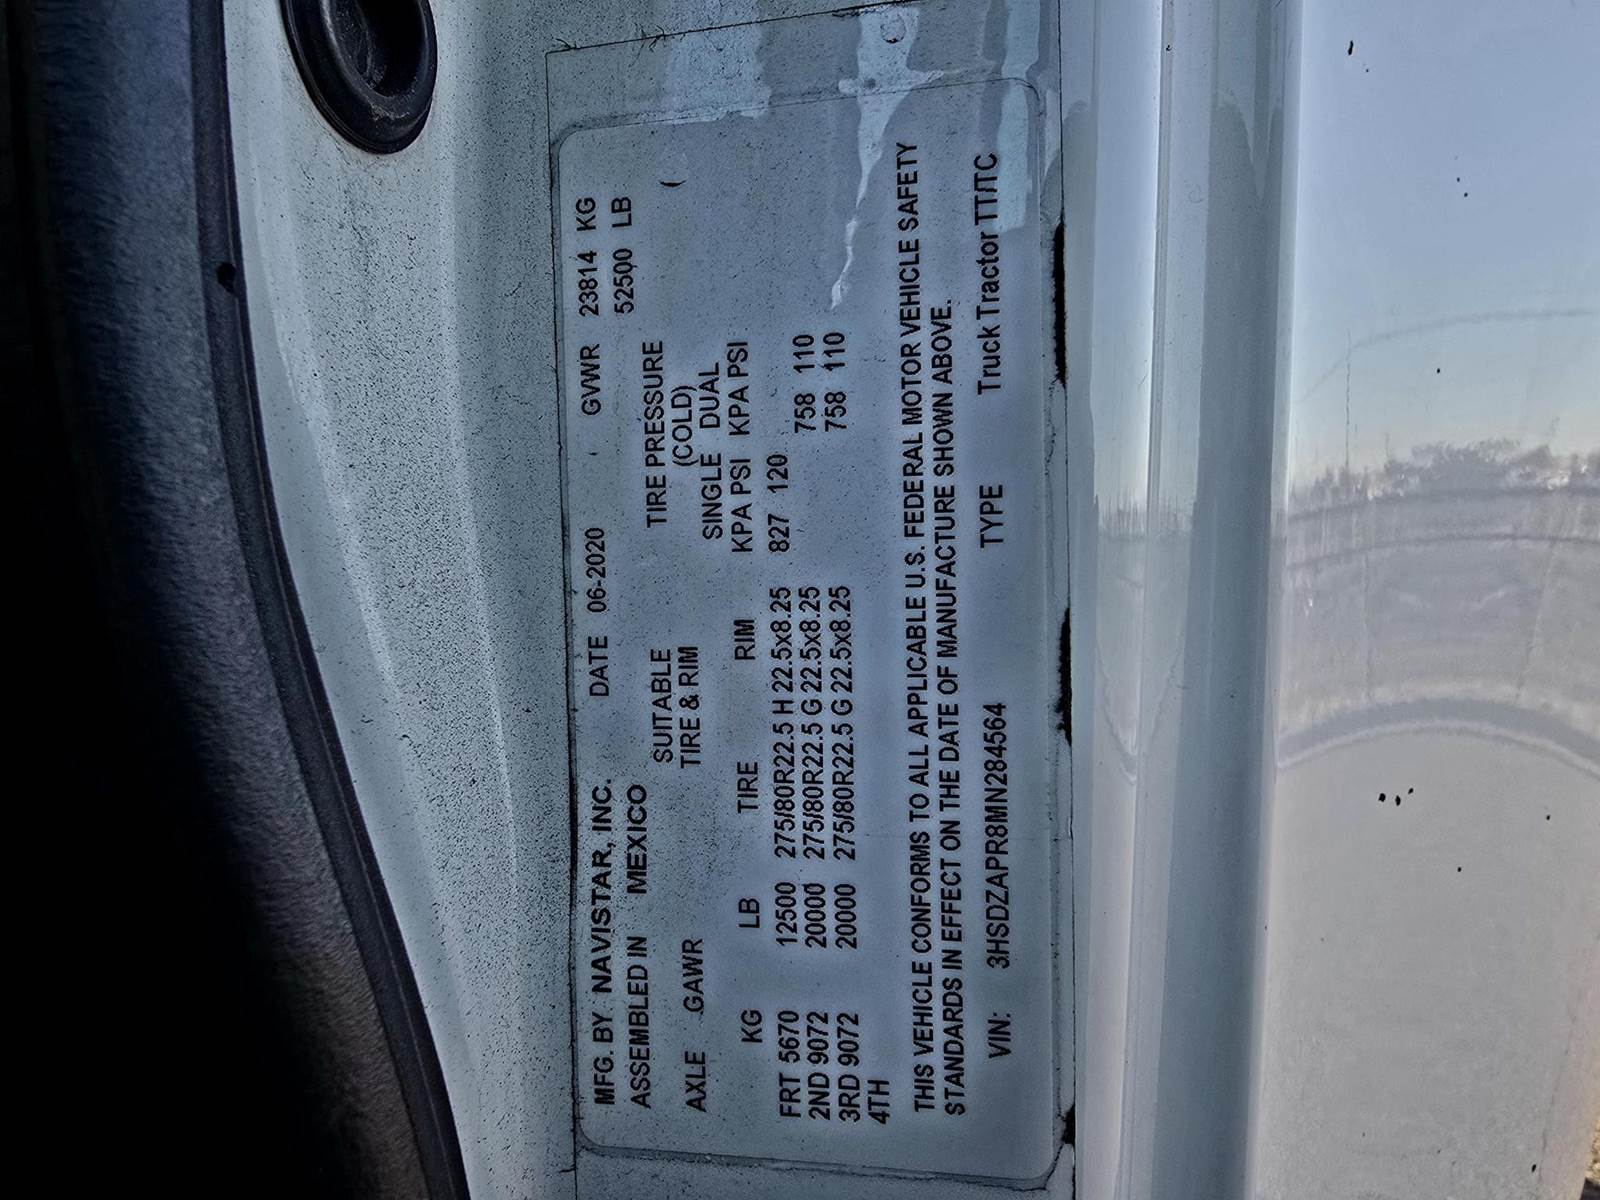 MFG. BY NAVISTAR, INC. DATE 06-2020 GVWR 23814 KG
ASSEMBLED IN MEXICO 52500 LB
SUITABLE TIRE PRESSURE (
AXLE GAWR TIRE & RIM (COLD)
SINGLE DUAL
KG LB TIRE RIM KPA PSI KPA PSI
FRT 5670 12500 275/80R22.5 H 22.5x8.25 827 120
2ND 9072 20000 275/80R22.5 G 22.5x8.25 758 110
3RD 9072 20000 275/80R22.5 G 22.5x8.25 758 110
4TH
THIS VEHICLE CONFORMS TO ALL APPLICABLE U.S. FEDERAL MOTOR VEHICLE SAFETY
STANDARDS IN EFFECT ON THE DATE OF MANUFACTURE SHOWN ABOVE.
VIN: 3HSDZAPR8MN284564 TYPE Truck Tractor TT/TC